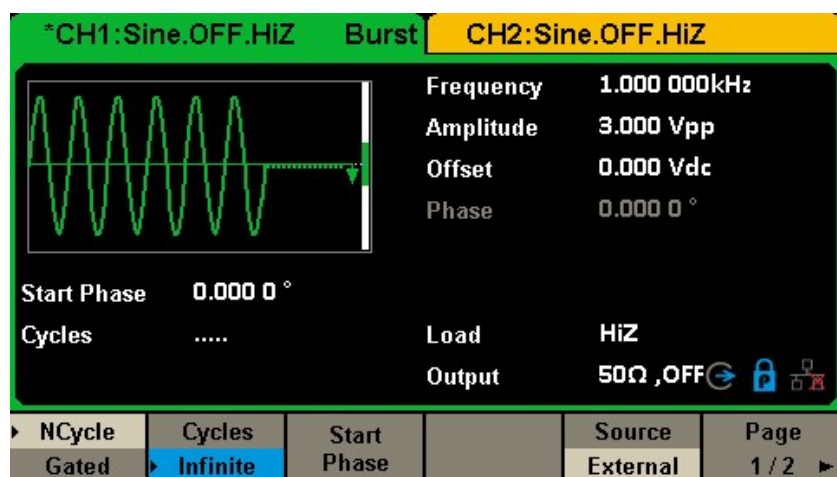 *CH1:Sine.OFF.HiZ Burst CH2:Sine.OFF.HiZ
Frequency 1.000 000kHz
Amplitude 3.000 Vpp
Offset 0.000 Vdc
Phase 0.000 0 °
Start Phase 0.000 0 °
Cycles ..... Load HiZ
Output 50Ω ,OFF P
NCycle Cycles Start Source Page
Gated Infinite Phase External 1 / 2